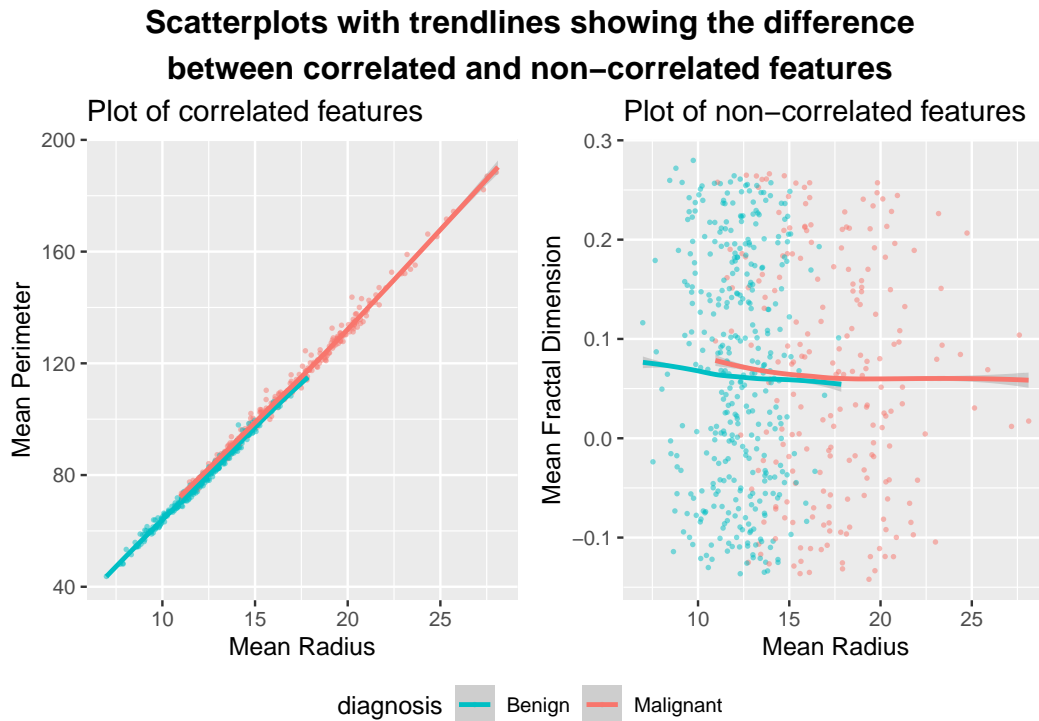 Scatterplots with trendlines showing the difference
between correlated and non−correlated features
Plot of correlated features
200
160
120
80
40
Mean Perimeter
10 15 20 25
Mean Radius
Plot of non−correlated features
0.3
0.2
0.1
0.0
−0.1
Mean Fractal Dimension
10 15 20 25
Mean Radius
diagnosis Benign Malignant